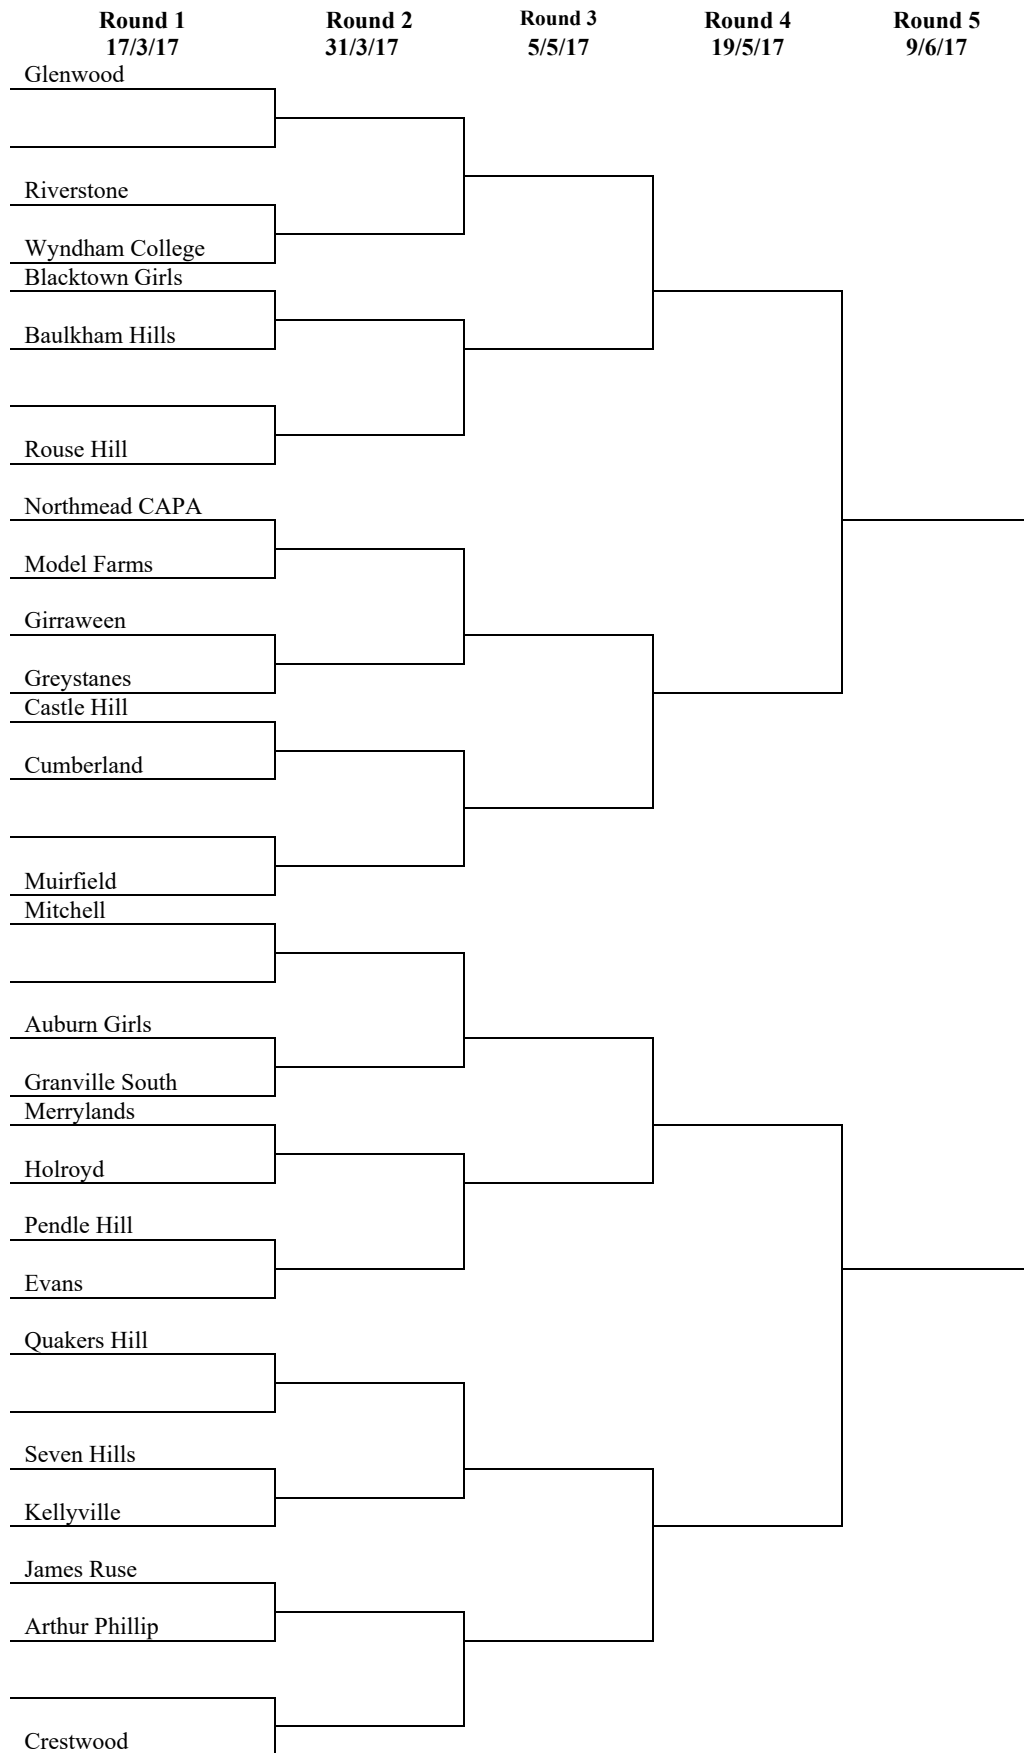 Round 1 Round 2 Round 3 Round 4 Round 5
17/3/17 31/3/17 5/5/17 19/5/17 9/6/17
Glenwood
Riverstone
Wyndham College
Blacktown Girls
Baulkham Hills
Rouse Hill
Northmead CAPA
Model Farms
Girraween
Greystanes
Castle Hill
Cumberland
Muirfield
Mitchell
Auburn Girls
Granville South
Merrylands
Holroyd
Pendle Hill
Evans
Quakers Hill
Seven Hills
Kellyville
James Ruse
Arthur Phillip
Crestwood